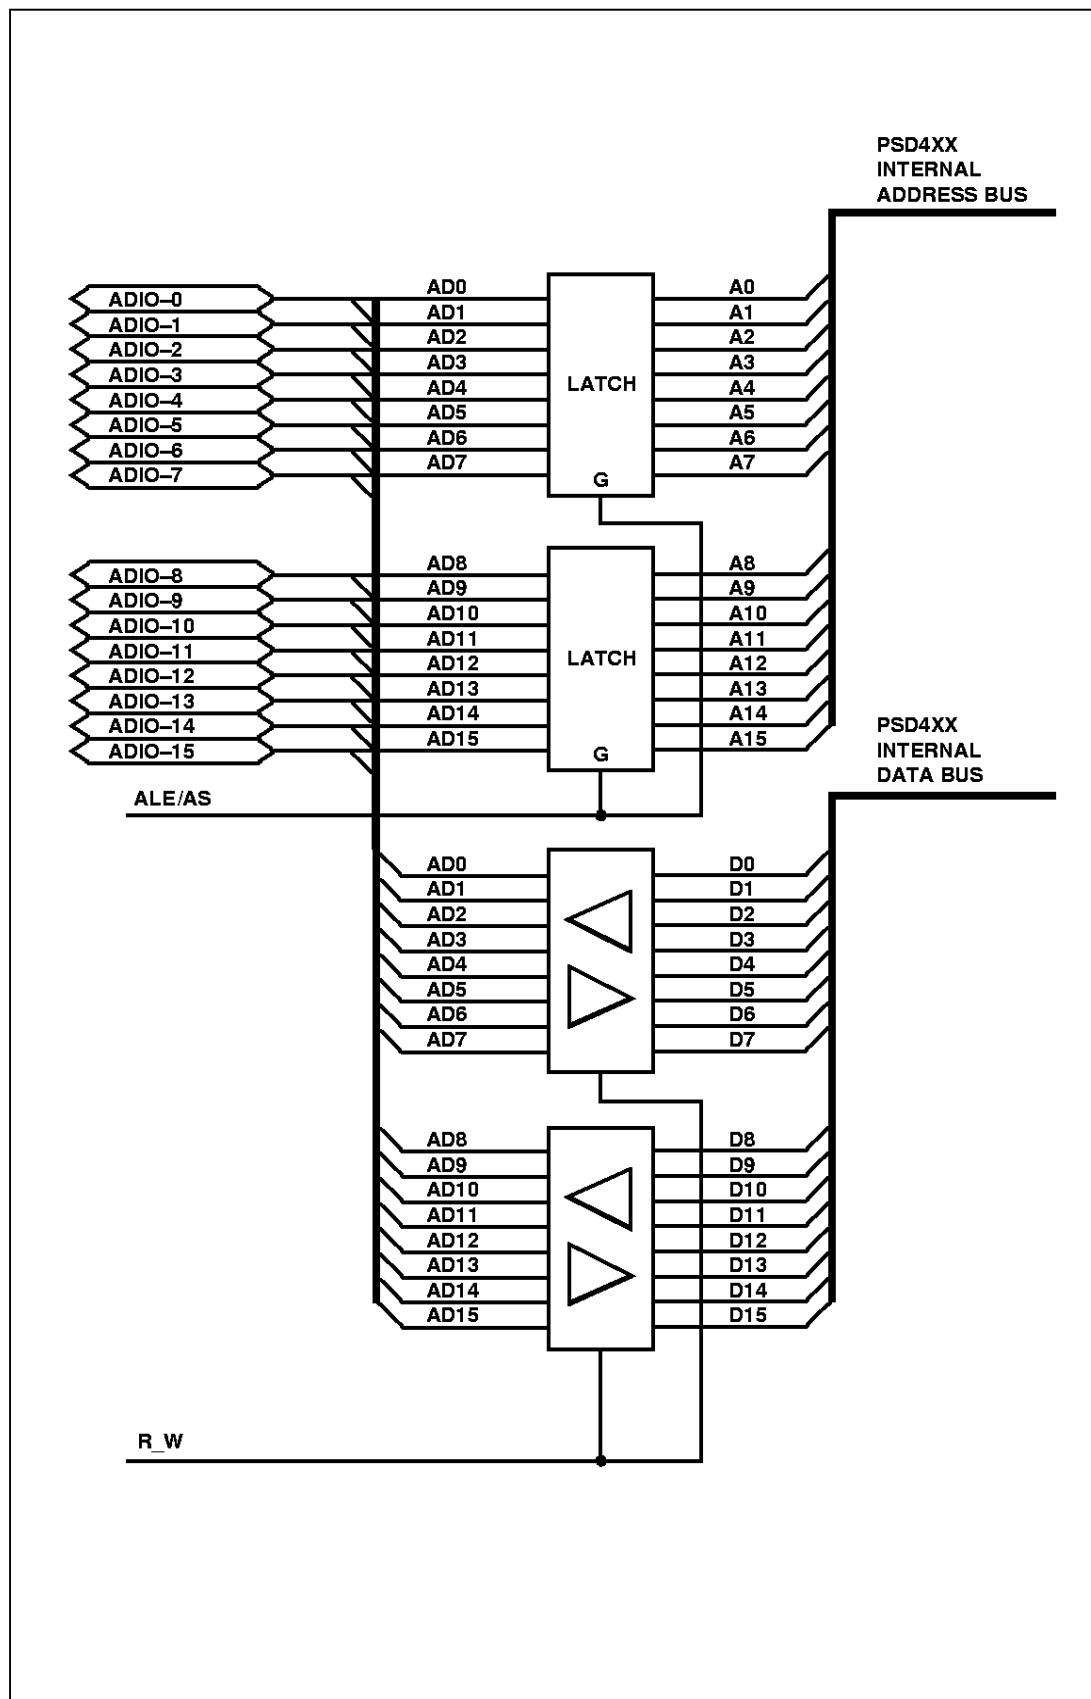 PSD4XX
INTERNAL
ADDRESS BUS
ADIO–0 AD0 A0
ADIO–1 AD1 A1
ADIO–2 AD2 A2
ADIO–3 AD3 A3
ADIO–4 AD4 LATCH A4
ADIO–5 AD5 A5
ADIO–6 AD6 A6
ADIO–7 AD7 A7
G
ADIO–8 AD8 A8
ADIO–9 AD9 A9
ADIO–10 AD10 A10
ADIO–11 AD11 A11
ADIO–12 AD12 LATCH A12
ADIO–13 AD13 A13
ADIO–14 AD14 A14
ADIO–15 AD15 G A15
PSD4XX
INTERNAL
DATA BUS
ALE/AS
AD0 D0
AD1 D1
AD2 D2
AD3 D3
AD4 D4
AD5 D5
AD6 D6
AD7 D7
AD8 D8
AD9 D9
AD10 D10
AD11 D11
AD12 D12
AD13 D13
AD14 D14
AD15 D15
R_W